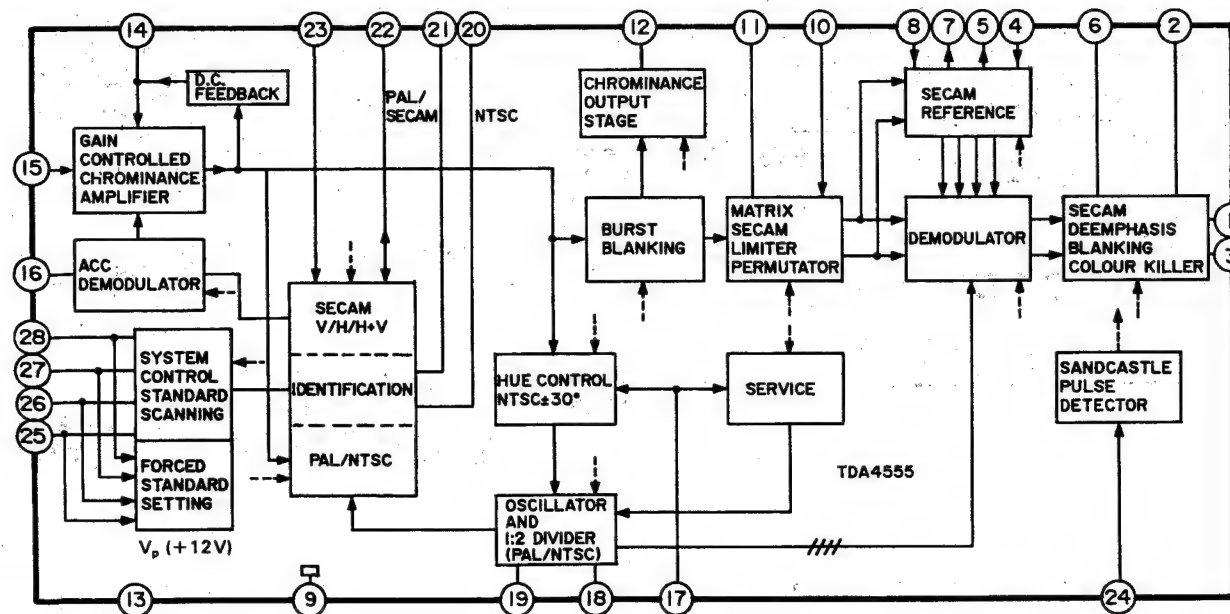 14
23
22
21
20
12
11
10
8
7
5
4
6
2
D.C.
FEEDBACK
PAL/
SECAM
NTSC
CHROMINANCE
OUTPUT
STAGE
SECAM
REFERENCE
15
GAIN
CONTROLLED
CHROMINANCE
AMPLIFIER
BURST
BLANKING
MATRIX
SECAM
LIMITER
PERMUTATOR
DEMODULATOR
SECAM
DEEMPHASIS
BLANKING
COLOUR KILLER
1
3
16
ACC
DEMODULATOR
SECAM
V/H/H+V
IDENTIFICATION
PAL/NTSC
28
27
26
25
SYSTEM
CONTROL
STANDARD
SCANNING
FORCED
STANDARD
SETTING
HUE CONTROL
NTSC±30°
SERVICE
SANDCASTLE
PULSE
DETECTOR
TDA4555
OSCILLATOR
AND
1:2 DIVIDER
(PAL/NTSC)
Vp (+12V)
13
9
19
18
17
24